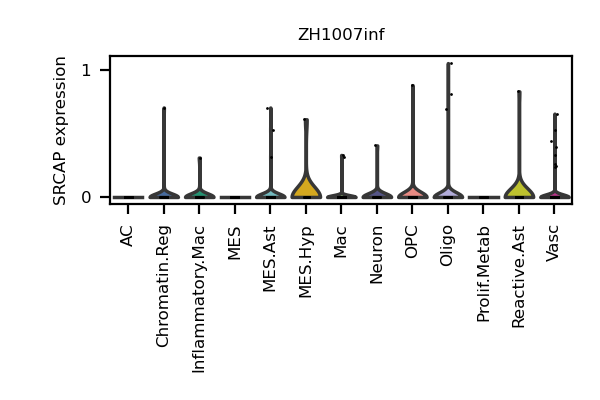 ZH1007inf
SRCAP expression
1
0
AC
Chromatin.Reg
Inflammatory.Mac
MES
MES.Ast
MES.Hyp
Mac
Neuron
OPC
Oligo
Prolif.Metab
Reactive.Ast
Vasc